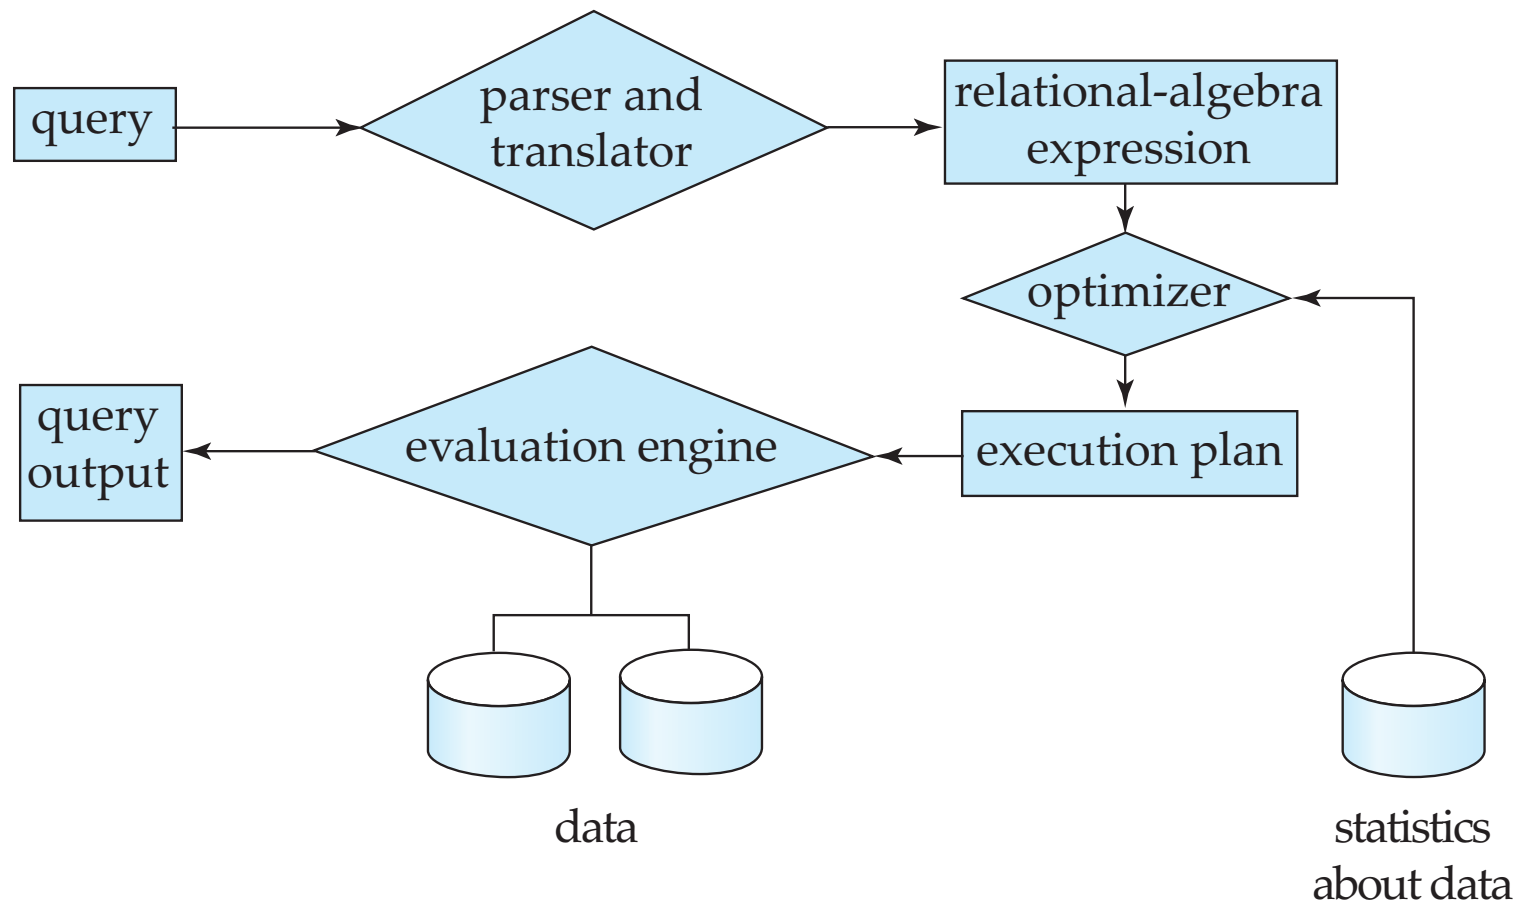 query
parser and
translator
relational-algebra
expression
optimizer
query
output
evaluation engine
execution plan
data
statistics
about data